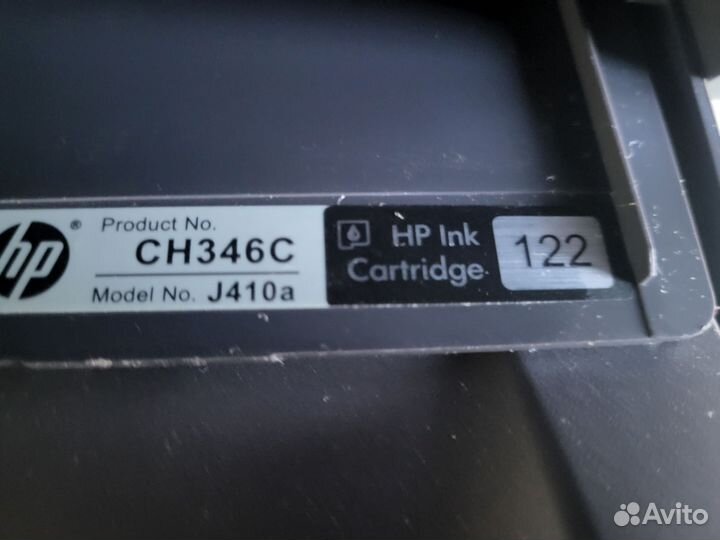 hp®
Product No.
CH346C
Model No. J410a
HP Ink
Cartridge
122
Avito